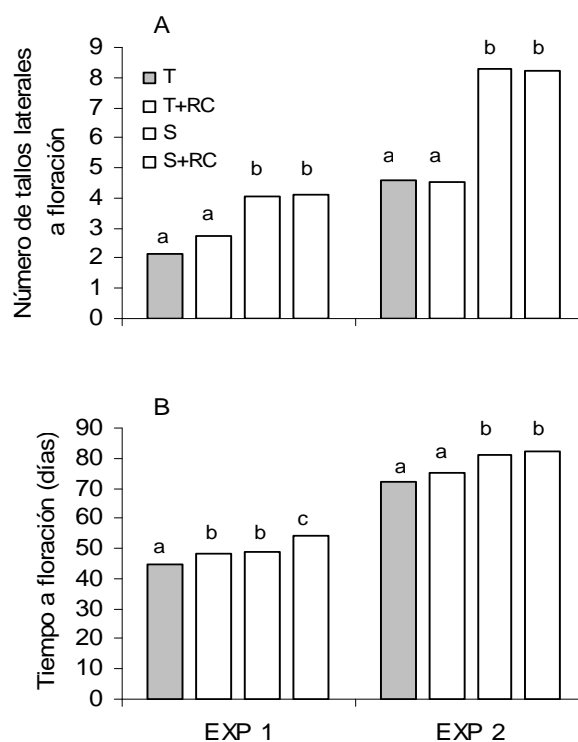 A
Número de tallos laterales
a floración
9
8
7
6
5
4
3
2
1
0
T
T+RC
S
S+RC
a
a
b
b
a
a
b
b
B
Tiempo a floración (días)
90
80
70
60
50
40
30
20
10
0
a
b
b
c
a
a
b
b
EXP 1
EXP 2